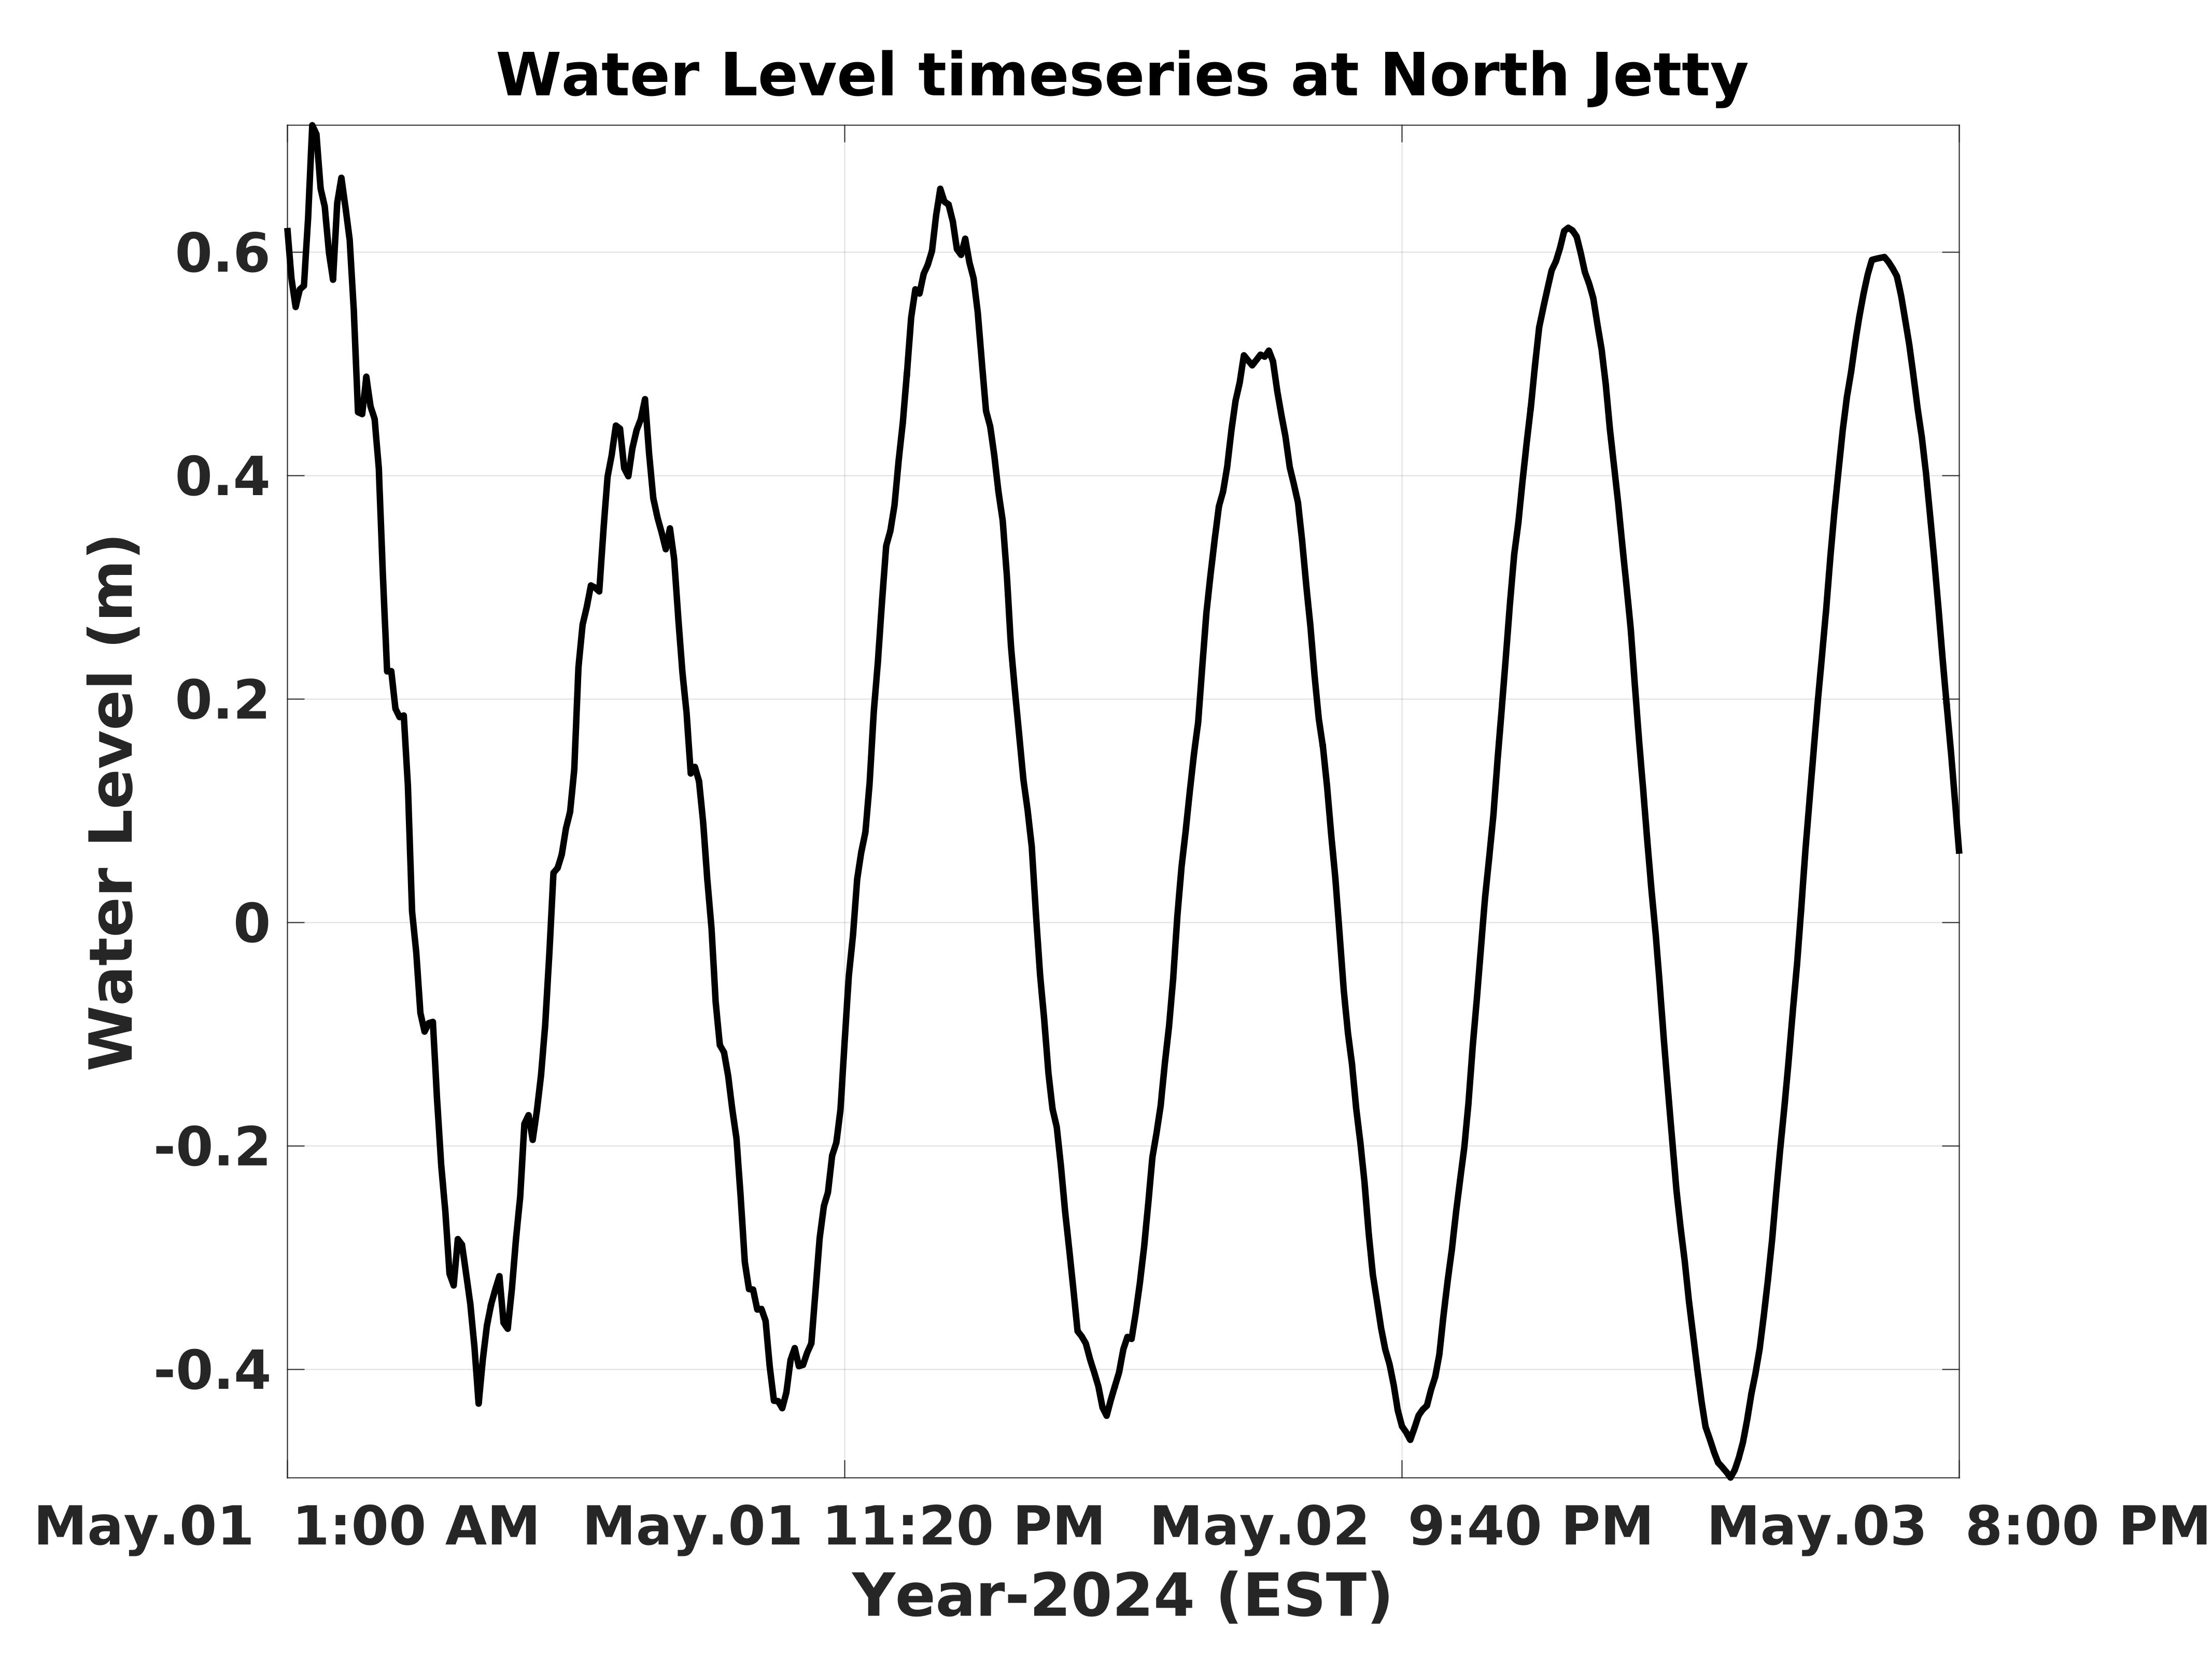 Water Level timeseries at North Jetty
Water Level (m)
0.6
0.4
0.2
0
-0.2
-0.4
May.01  1:00 AM
May.01 11:20 PM
May.02  9:40 PM
May.03  8:00 PM
Year-2024 (EST)